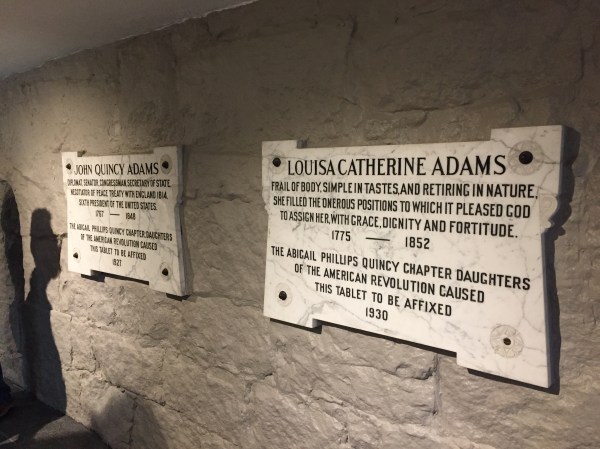 JOHN QUINCY ADAMS
DIPLOMAT, SENATOR, CONGRESSMAN, SECRETARY OF STATE,
NEGOTIATOR OF PEACE TREATY WITH ENGLAND 1814,
SIXTH PRESIDENT OF THE UNITED STATES.
1767 — 1848
THE ABIGAIL PHILLIPS QUINCY CHAPTER, DAUGHTERS
OF THE AMERICAN REVOLUTION CAUSED
THIS TABLET TO BE AFFIXED
1927
LOUISA CATHERINE ADAMS
FRAIL OF BODY, SIMPLE IN TASTES, AND RETIRING IN NATURE,
SHE FILLED THE ONEROUS POSITIONS TO WHICH IT PLEASED GOD
TO ASSIGN HER, WITH GRACE, DIGNITY AND FORTITUDE.
1775 — 1852
THE ABIGAIL PHILLIPS QUINCY CHAPTER DAUGHTERS
OF THE AMERICAN REVOLUTION CAUSED
THIS TABLET TO BE AFFIXED
1930